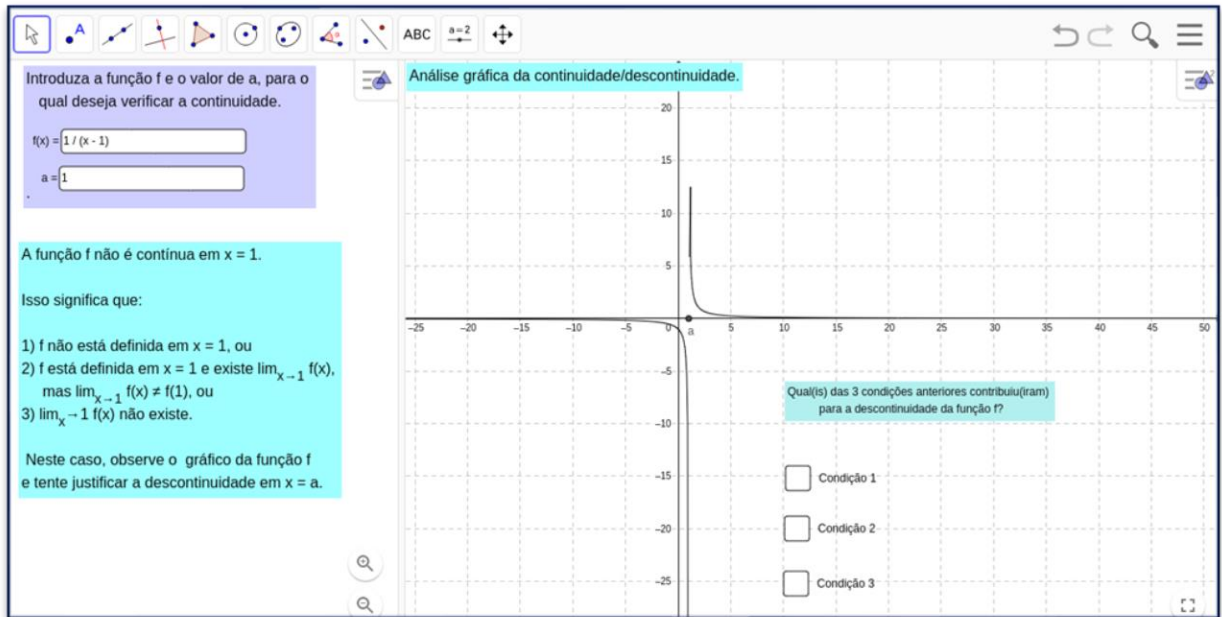 A
ABC
a=2
Introduza a função f e o valor de a, para o
qual deseja verificar a continuidade.
f(x) = 1 / (x - 1)
a = 1
.
A função f não é contínua em x = 1.
Isso significa que:
1) f não está definida em x = 1, ou
2) f está definida em x = 1 e existe lim x→1 f(x),
mas lim x→1 f(x) ≠ f(1), ou
3) lim x→1 f(x) não existe.
Neste caso, observe o gráfico da função f
e tente justificar a descontinuidade em x = a.
Análise gráfica da continuidade/descontinuidade.
20
15
10
5
–25 –20 –15 –10 –5 0 5 10 15 20 25 30 35 40 45 50
a
–5
–10
–15
–20
–25
Qual(is) das 3 condições anteriores contribuiu(iram)
para a descontinuidade da função f?
Condição 1
Condição 2
Condição 3